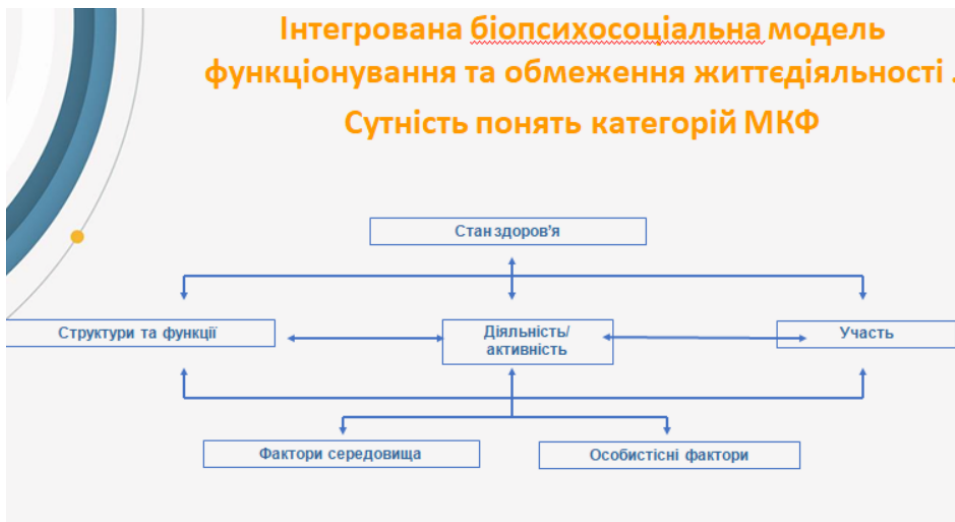 Інтегрована біопсихосоціальна модель
функціонування та обмеження життєдіяльності .
Сутність понять категорій МКФ
Стан здоров'я
Структури та функції
Діяльність/
активність
Участь
Фактори середовища
Особистісні фактори